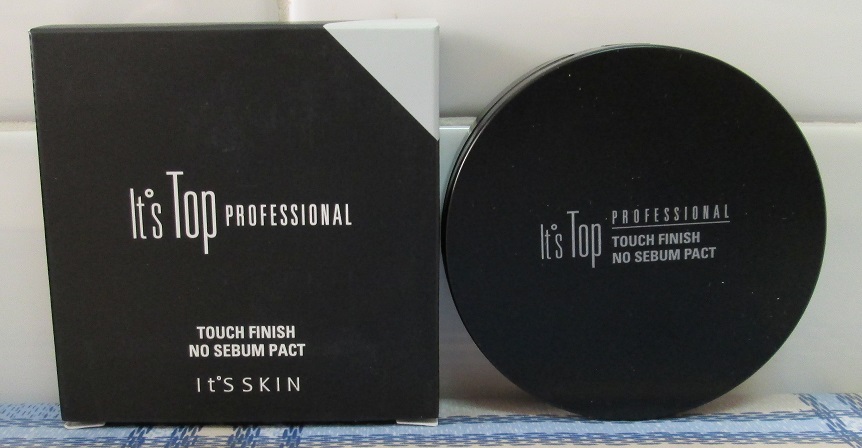 It's Top PROFESSIONAL
TOUCH FINISH
NO SEBUM PACT
It'S SKIN
It's Top PROFESSIONAL
TOUCH FINISH
NO SEBUM PACT